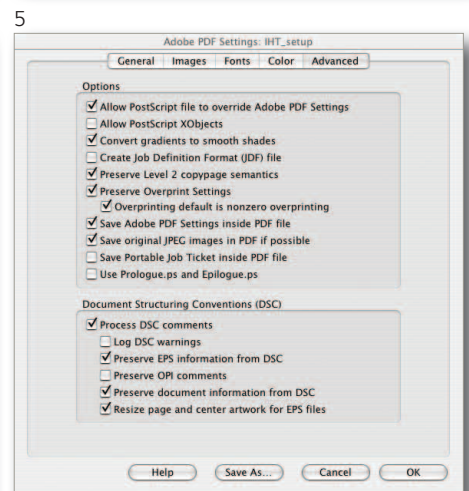 5
Adobe PDF Settings: IHT_setup
General Images Fonts Color Advanced
Options
Allow PostScript file to override Adobe PDF Settings
Allow PostScript XObjects
Convert gradients to smooth shades
Create Job Definition Format (JDF) file
Preserve Level 2 copypage semantics
Preserve Overprint Settings
Overprinting default is nonzero overprinting
Save Adobe PDF Settings inside PDF file
Save original JPEG images in PDF if possible
Save Portable Job Ticket inside PDF file
Use Prologue.ps and Epilogue.ps
Document Structuring Conventions (DSC)
Process DSC comments
Log DSC warnings
Preserve EPS information from DSC
Preserve OPI comments
Preserve document information from DSC
Resize page and center artwork for EPS files
Help Save As... Cancel OK